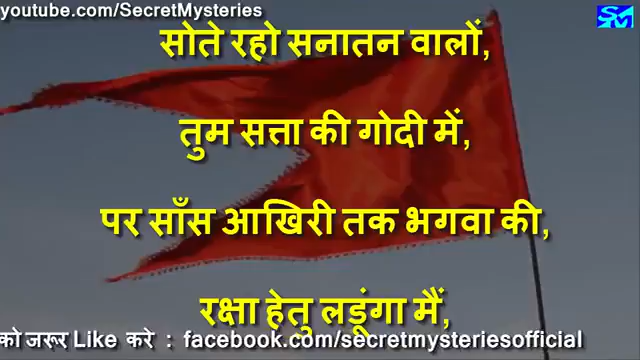 youtube.com/SecretMysteries
SM
सोते रहो सनातन वालों,
तुम सत्ता की गोदी में,
पर साँस आखिरी तक भगवा की,
रक्षा हेतु लडूंगा मैं,
को जरूर Like करे : facebook.com/secretmysteriesofficial